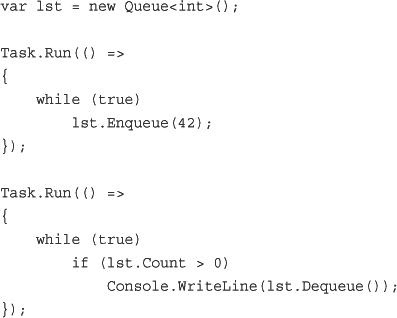 var lst = new Queue<int>();

Task.Run(() =>
{
    while (true)
        lst.Enqueue(42);
});

Task.Run(() =>
{
    while (true)
        if (lst.Count > 0)
            Console.WriteLine(lst.Dequeue());
});